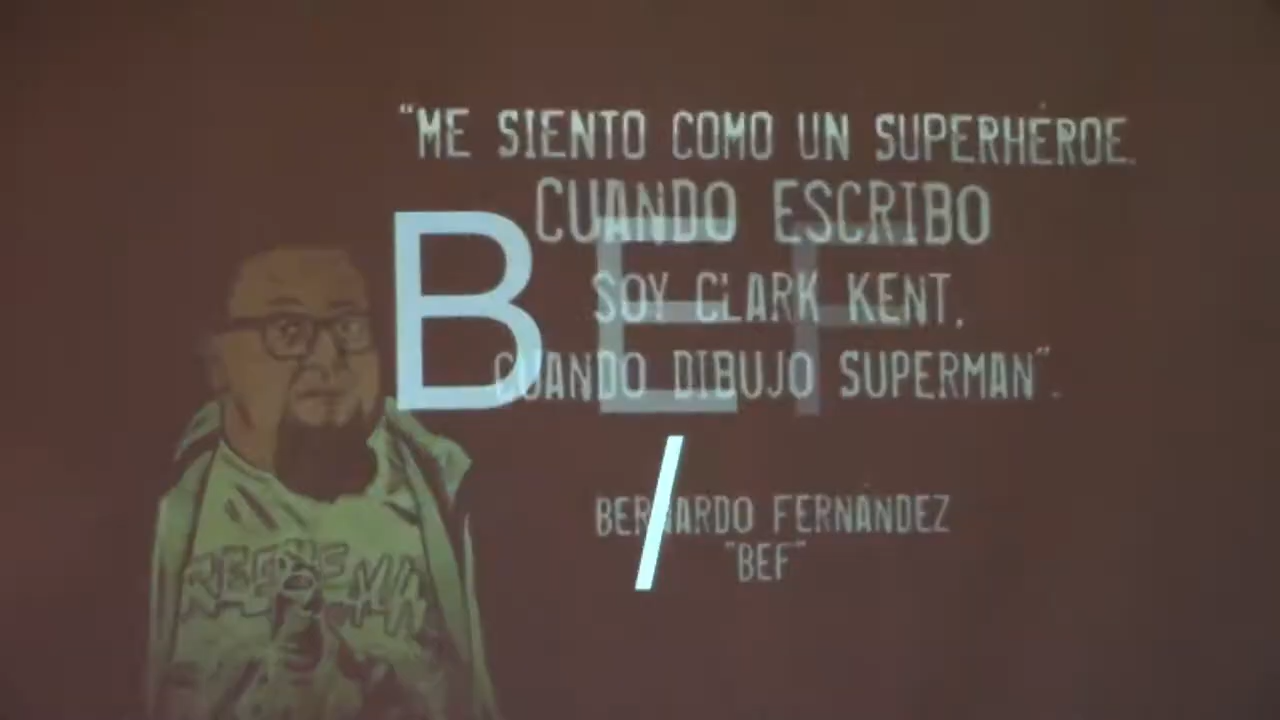 “ME SIENTO COMO UN SUPERHÉROE.
CUANDO ESCRIBO
SOY CLARK KENT,
CUANDO DIBUJO SUPERMAN”.
BEF
/
BERNARDO FERNÁNDEZ
"BEF"